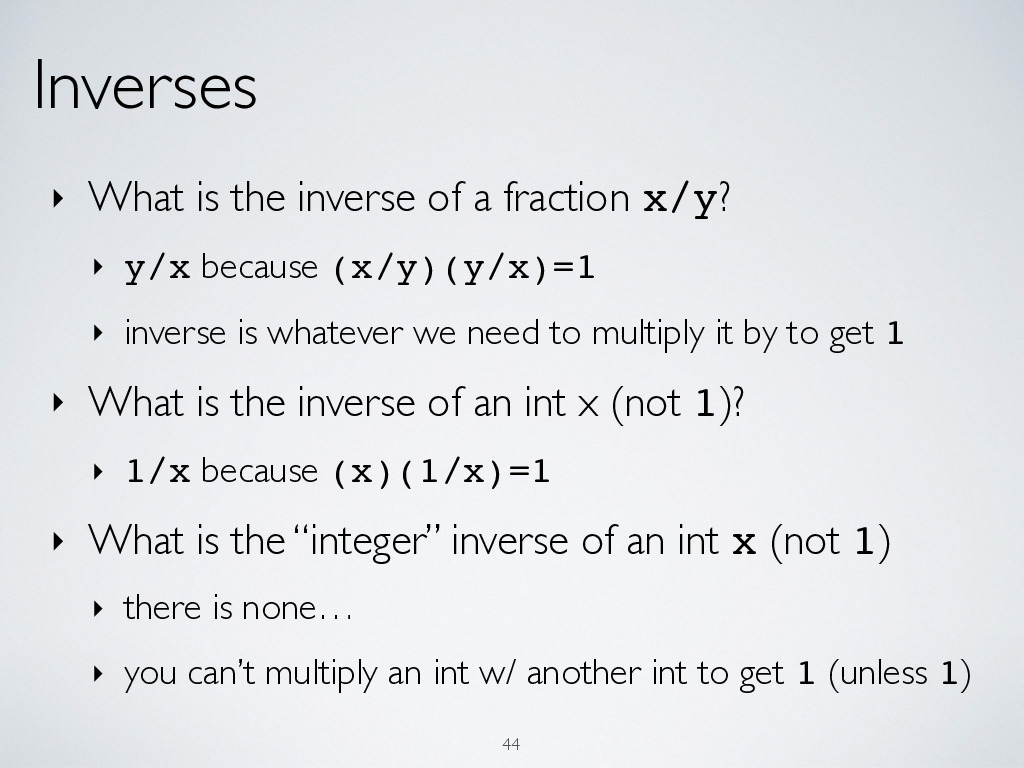 Inverses
‣ What is the inverse of a fraction x/y?
‣ y/x because (x/y)(y/x)=1
‣ inverse is whatever we need to multiply it by to get 1
‣ What is the inverse of an int x (not 1)?
‣ 1/x because (x)(1/x)=1
‣ What is the “integer” inverse of an int x (not 1)
‣ there is none…
‣ you can’t multiply an int w/ another int to get 1 (unless 1)
44